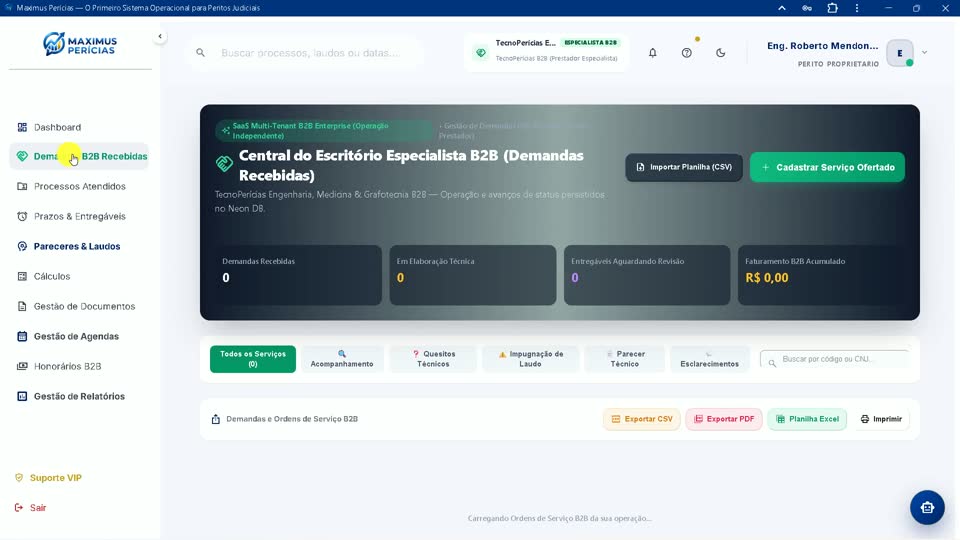 Maximus Perícias — O Primeiro Sistema Operacional para Peritos Judiciais
MAXIMUS
PERÍCIAS
Buscar processos, laudos ou datas....
TecnoPerícias E...
ESPECIALISTA B2B
TecnoPerícias B2B (Prestador Especialista)
Eng. Roberto Mendon...
PERITO PROPRIETARIO
E
Dashboard
B2B Recebidas
Processos Atendidos
Prazos & Entregáveis
Pareceres & Laudos
Cálculos
Gestão de Documentos
Gestão de Agendas
Honorários B2B
Gestão de Relatórios
Suporte VIP
Sair
SaaS Multi-Tenant B2B Enterprise (Operação
Independente)
• Gestão de
Prestador)
Central do Escritório Especialista B2B (Demandas
Recebidas)
TecnoPerícias Engenharia, Medicina & Grafotecnia B2B — Operação e avanços de status persistidos
no Neon DB.
Importar Planilha (CSV)
Cadastrar Serviço Ofertado
Demandas Recebidas
0
Em Elaboração Técnica
0
Entregáveis Aguardando Revisão
0
Faturamento B2B Acumulado
R$ 0,00
Todos os Serviços
(0)
Acompanhamento
Quesitos
Técnicos
Impugnação de
Laudo
Parecer
Técnico
Esclarecimentos
Buscar por código ou CNJ...
Demandas e Ordens de Serviço B2B
Exportar CSV
Exportar PDF
Planilha Excel
Imprimir
Carregando Ordens de Serviço B2B da sua operação...